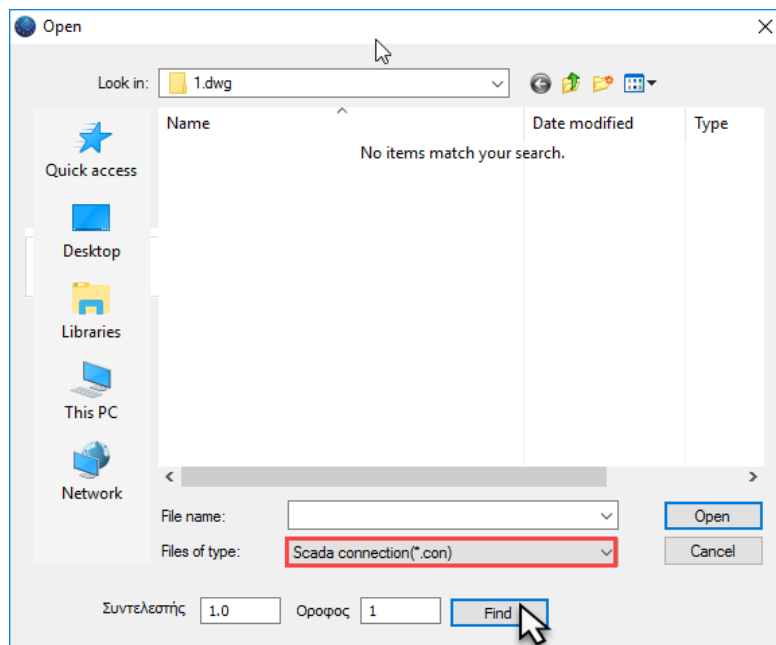 Open
Look in: 1.dwg
Name Date modified Type
No items match your search.
Quick access
Desktop
Libraries
This PC
Network
File name: Open
Files of type: Scada connection(*.con) Cancel
Συντελεστής 1.0 Οροφος 1 Find